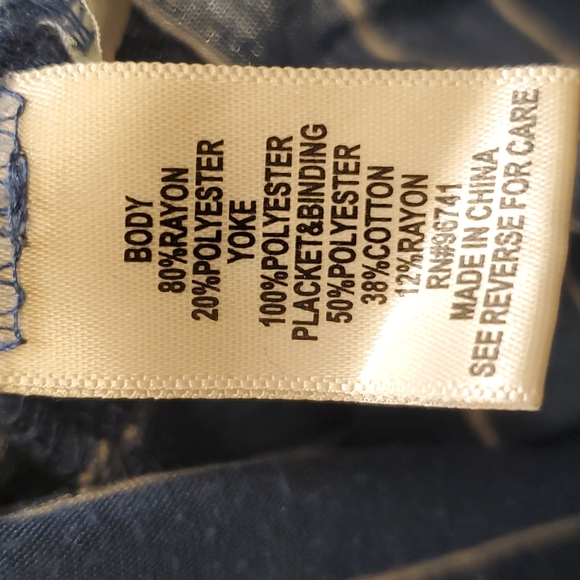 BODY
80%RAYON
20%POLYESTER
YOKE
100%POLYESTER
PLACKET&BINDING
50%POLYESTER
38%COTTON
12%RAYON
RN#96741
MADE IN CHINA
SEE REVERSE FOR CARE